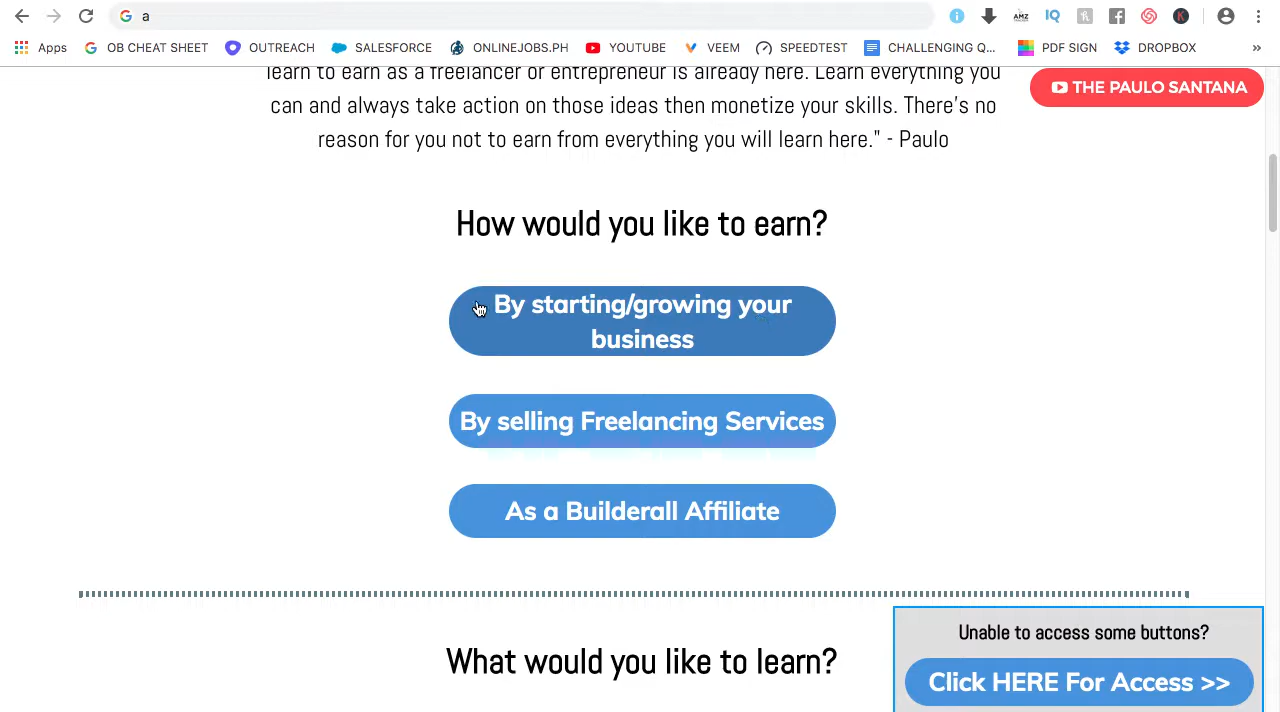 a
Apps OB CHEAT SHEET OUTREACH SALESFORCE ONLINEJOBS.PH YOUTUBE VEEM SPEEDTEST CHALLENGING Q... PDF SIGN DROPBOX »
learn to earn as a freelancer or entrepreneur is already here. Learn everything you
THE PAULO SANTANA
can and always take action on those ideas then monetize your skills. There's no
reason for you not to earn from everything you will learn here." - Paulo
How would you like to earn?
By starting/growing your
business
By selling Freelancing Services
As a Builderall Affiliate
What would you like to learn?
Unable to access some buttons?
Click HERE For Access >>